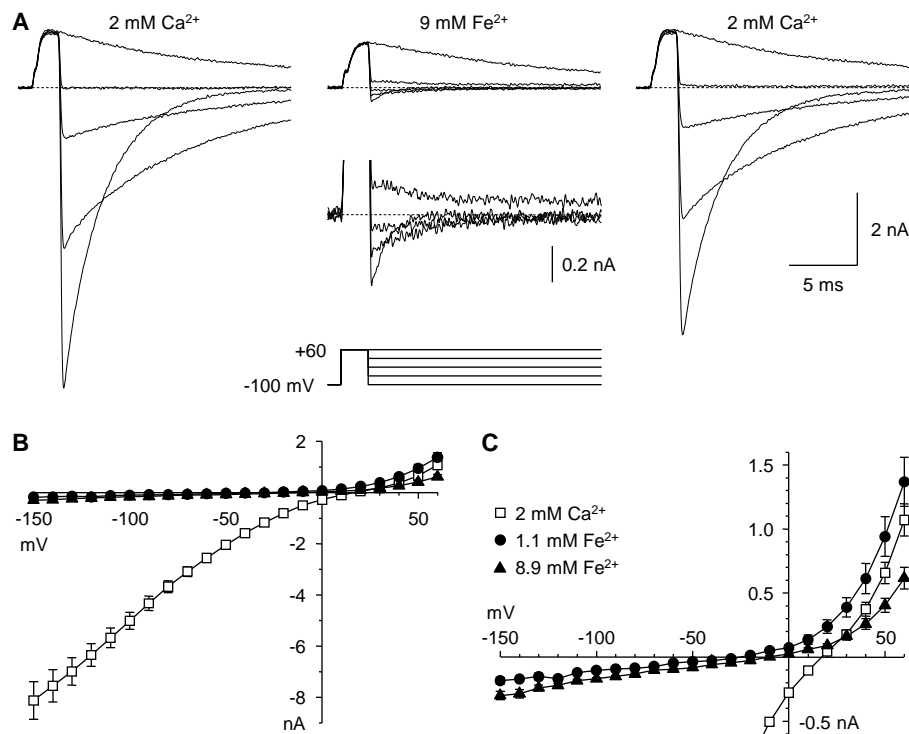 A
2 mM Ca²⁺
9 mM Fe²⁺
2 mM Ca²⁺
0.2 nA
2 nA
5 ms
+60
-100 mV
B
2
-150
-100
-50
50
mV
-2
-4
-6
-8
nA
C
□ 2 mM Ca²⁺
● 1.1 mM Fe²⁺
▲ 8.9 mM Fe²⁺
1.5
1.0
0.5
mV
-150
-100
-50
50
-0.5 nA